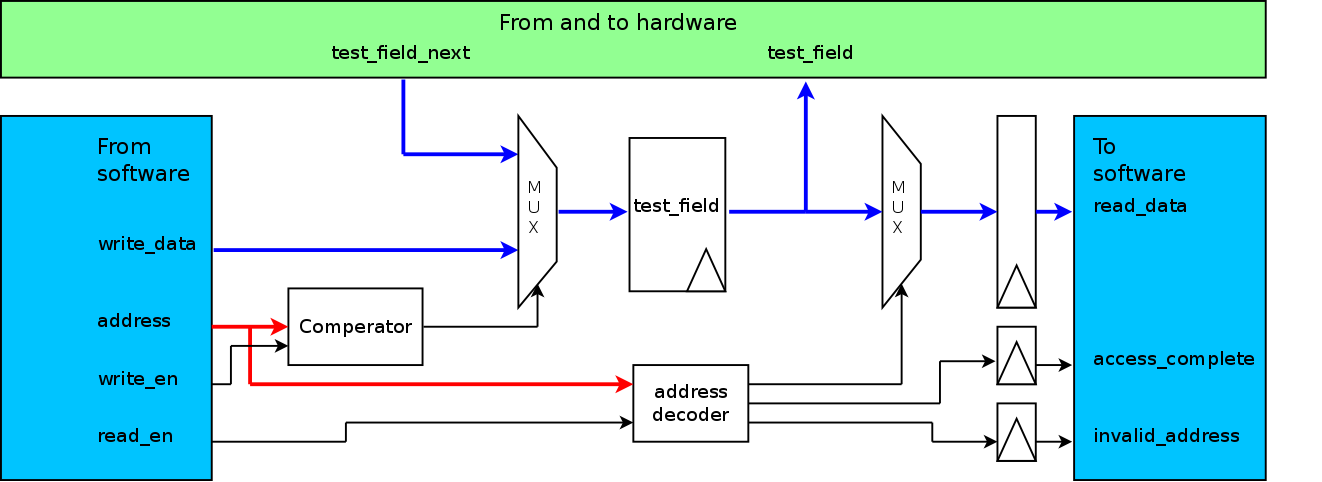 From and to hardware
test_field_next
test_field
From
software
write_data
address
write_en
read_en
Comperator
M
U
X
test_field
address
decoder
M
U
X
To
software
read_data
access_complete
invalid_address